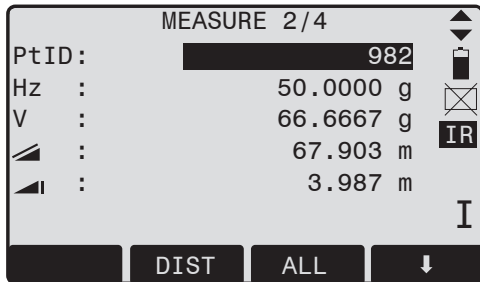 MEASURE 2/4
PtID: 982
Hz : 50.0000 g
V : 66.6667 g
: 67.903 m
: 3.987 m
IR
I
DIST ALL ⬇